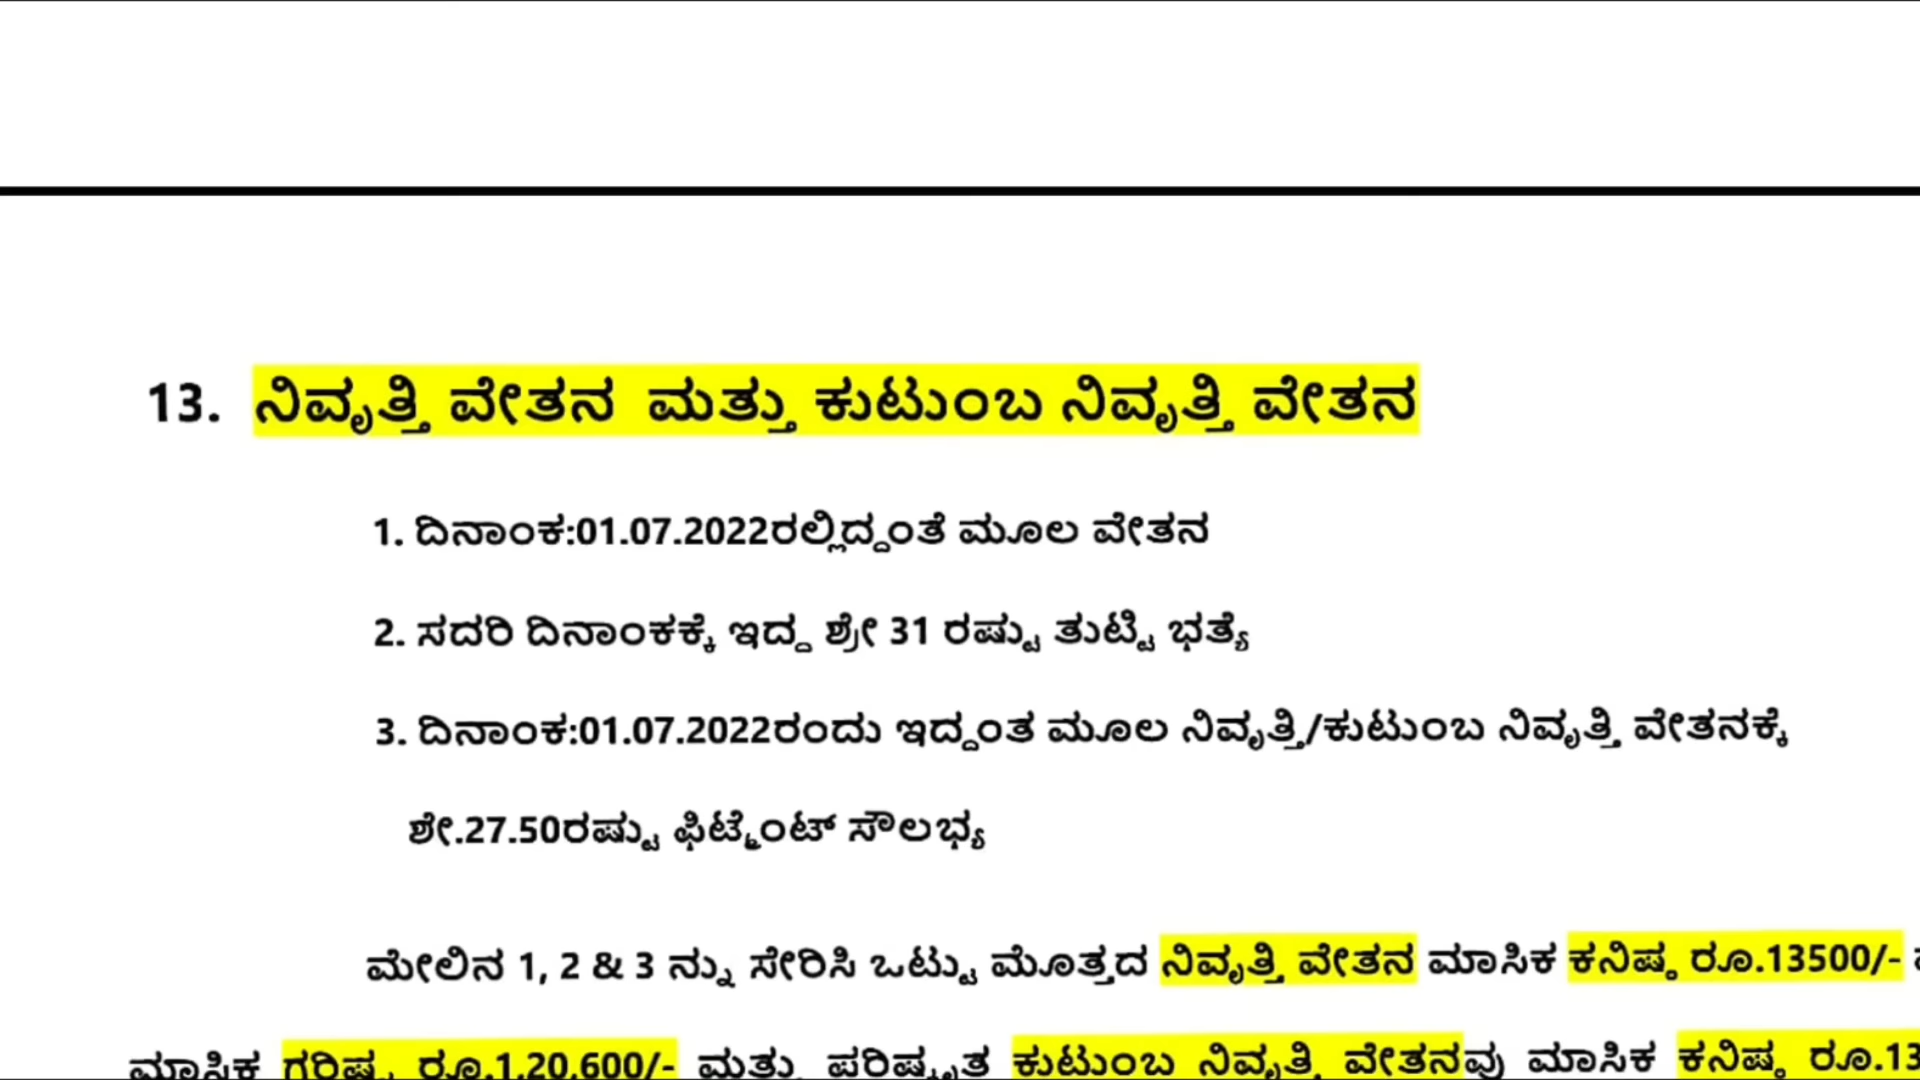 13. ನಿವೃತ್ತಿ ವೇತನ ಮತ್ತು ಕುಟುಂಬ ನಿವೃತ್ತಿ ವೇತನ
1. ದಿನಾಂಕ:01.07.2022ರಲ್ಲಿದ್ದಂತೆ ಮೂಲ ವೇತನ
2. ಸದರಿ ದಿನಾಂಕಕ್ಕೆ ಇದ್ದ ಶ್ರೇ 31 ರಷ್ಟು ತುಟ್ಟಿ ಭತ್ಯೆ
3. ದಿನಾಂಕ:01.07.2022ರಂದು ಇದ್ದಂತ ಮೂಲ ನಿವೃತ್ತಿ/ಕುಟುಂಬ ನಿವೃತ್ತಿ ವೇತನಕ್ಕೆ
ಶೇ.27.50ರಷ್ಟು ಫಿಟ್ಮೆಂಟ್ ಸೌಲಭ್ಯ
ಮೇಲಿನ 1, 2 & 3 ನ್ನು ಸೇರಿಸಿ ಒಟ್ಟು ಮೊತ್ತದ ನಿವೃತ್ತಿ ವೇತನ ಮಾಸಿಕ ಕನಿಷ್ಠ ರೂ.13500/-
ಮಾಸಿಕ ಗರಿಷ್ಠ ರೂ.1,20,600/- ಮತ್ತು ಪರಿಷ್ಕೃತ ಕುಟುಂಬ ನಿವೃತ್ತಿ ವೇತನವು ಮಾಸಿಕ ಕನಿಷ್ಠ ರೂ.13